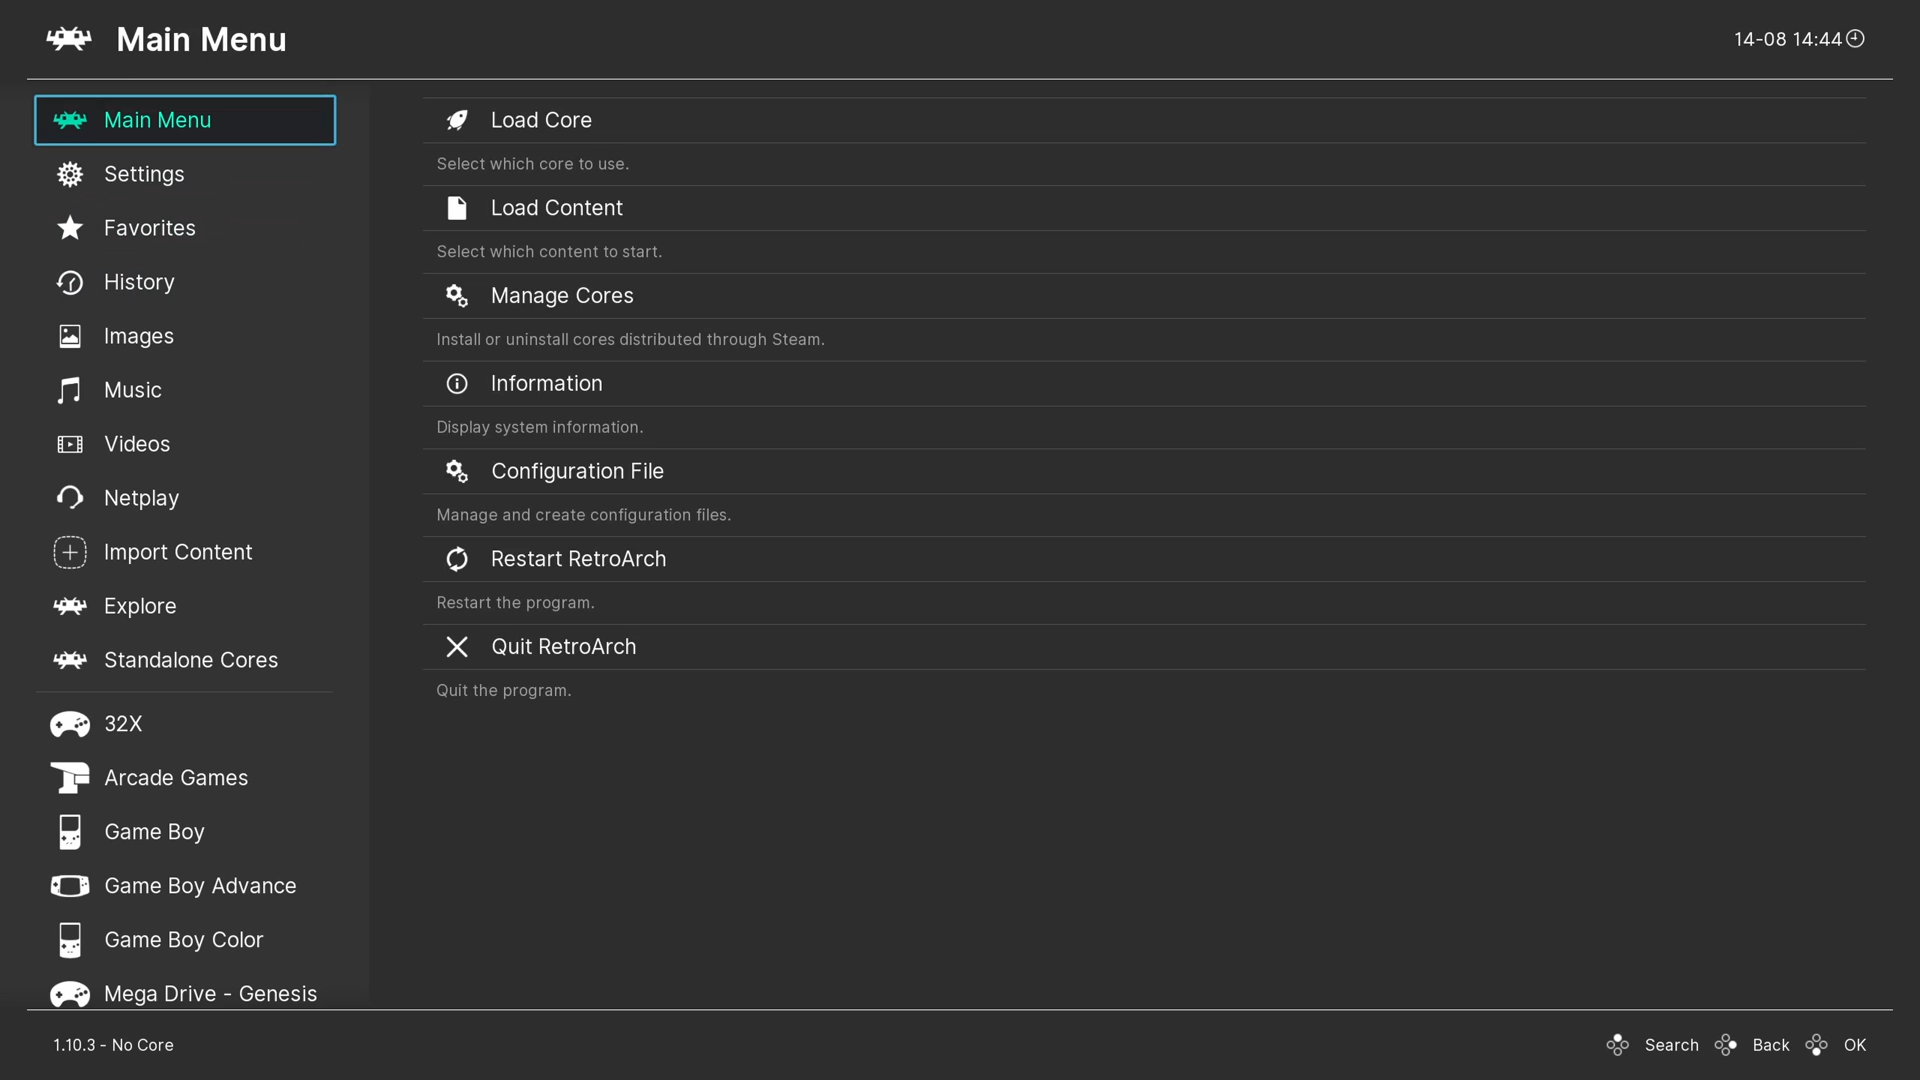 Main Menu
14-08 14:44
Main Menu
Settings
Favorites
History
Images
Music
Videos
Netplay
Import Content
Explore
Standalone Cores
32X
Arcade Games
Game Boy
Game Boy Advance
Game Boy Color
Mega Drive - Genesis
Load Core
Select which core to use.
Load Content
Select which content to start.
Manage Cores
Install or uninstall cores distributed through Steam.
Information
Display system information.
Configuration File
Manage and create configuration files.
Restart RetroArch
Restart the program.
Quit RetroArch
Quit the program.
1.10.3 - No Core
Search Back OK